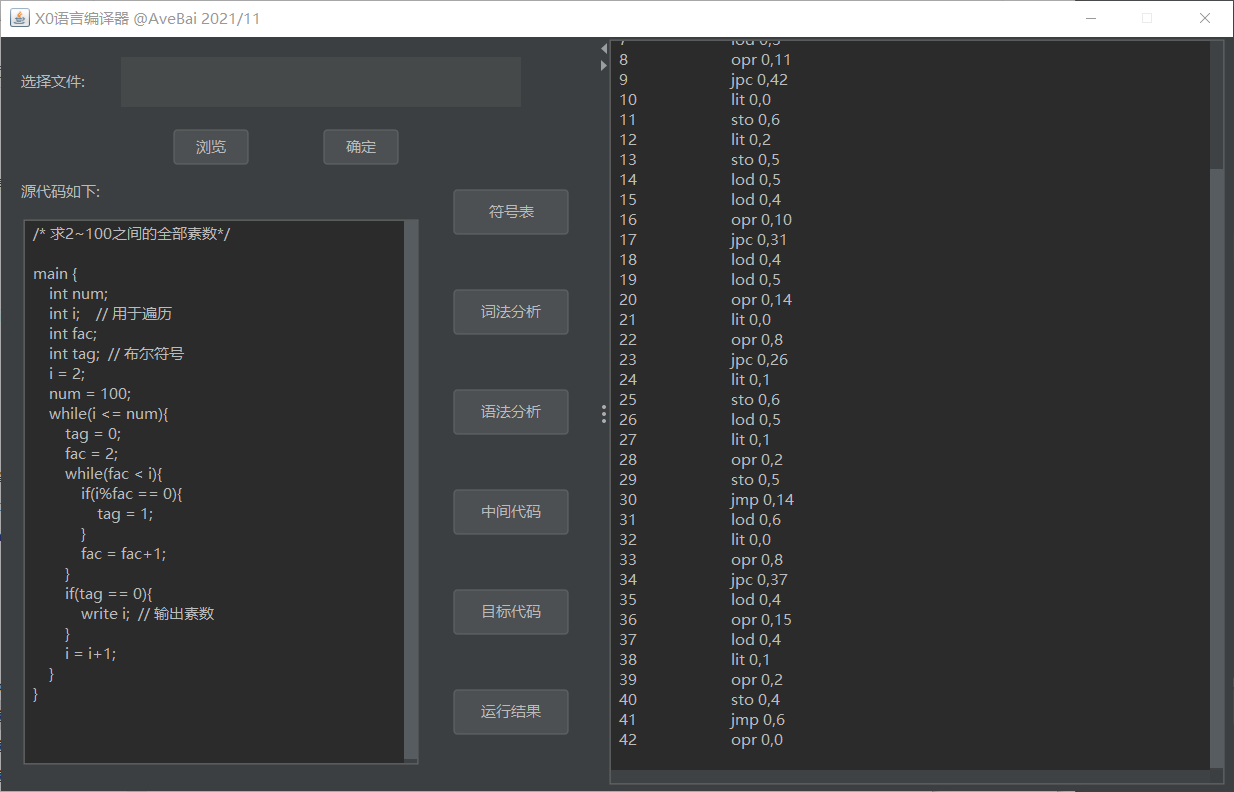 X0语言编译器 @AveBai 2021/11
选择文件:
浏览
确定
源代码如下:
/* 求2~100之间的全部素数*/
main {
int num;
int i;    // 用于遍历
int fac;
int tag;  // 布尔符号
i = 2;
num = 100;
while(i <= num){
tag = 0;
fac = 2;
while(fac < i){
if(i%fac == 0){
tag = 1;
}
fac = fac+1;
}
if(tag == 0){
write i;  // 输出素数
}
i = i+1;
}
}
符号表
词法分析
语法分析
中间代码
目标代码
运行结果
8 opr 0,11
9 jpc 0,42
10 lit 0,0
11 sto 0,6
12 lit 0,2
13 sto 0,5
14 lod 0,5
15 lod 0,4
16 opr 0,10
17 jpc 0,31
18 lod 0,4
19 lod 0,5
20 opr 0,14
21 lit 0,0
22 opr 0,8
23 jpc 0,26
24 lit 0,1
25 sto 0,6
26 lod 0,5
27 lit 0,1
28 opr 0,2
29 sto 0,5
30 jmp 0,14
31 lod 0,6
32 lit 0,0
33 opr 0,8
34 jpc 0,37
35 lod 0,4
36 opr 0,15
37 lod 0,4
38 lit 0,1
39 opr 0,2
40 sto 0,4
41 jmp 0,6
42 opr 0,0